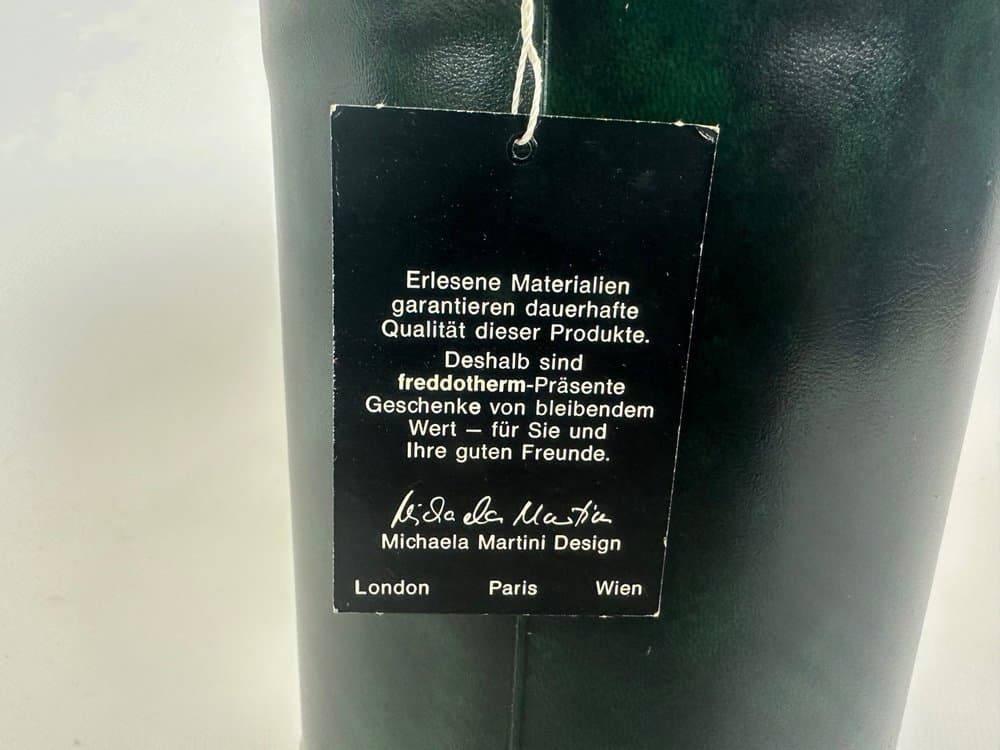 Erlesene Materialien
garantieren dauerhafte
Qualität dieser Produkte.
Deshalb sind
freddotherm-Präsente
Geschenke von bleibendem
Wert – für Sie und
Ihre guten Freunde.
Michaela Martini
Michaela Martini Design
London Paris Wien